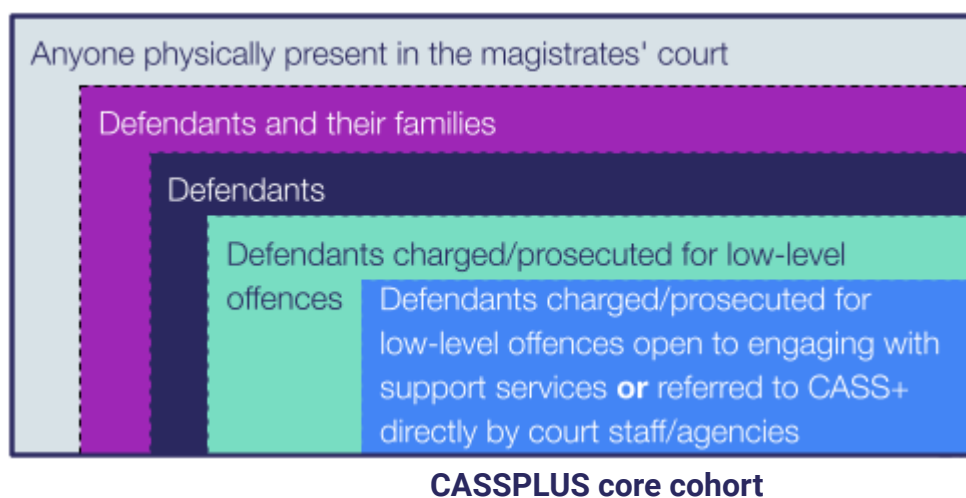 Anyone physically present in the magistrates' court
Defendants and their families
Defendants
Defendants charged/prosecuted for low-level
offences
Defendants charged/prosecuted for
low-level offences open to engaging with
support services or referred to CASS+
directly by court staff/agencies
CASSPLUS core cohort